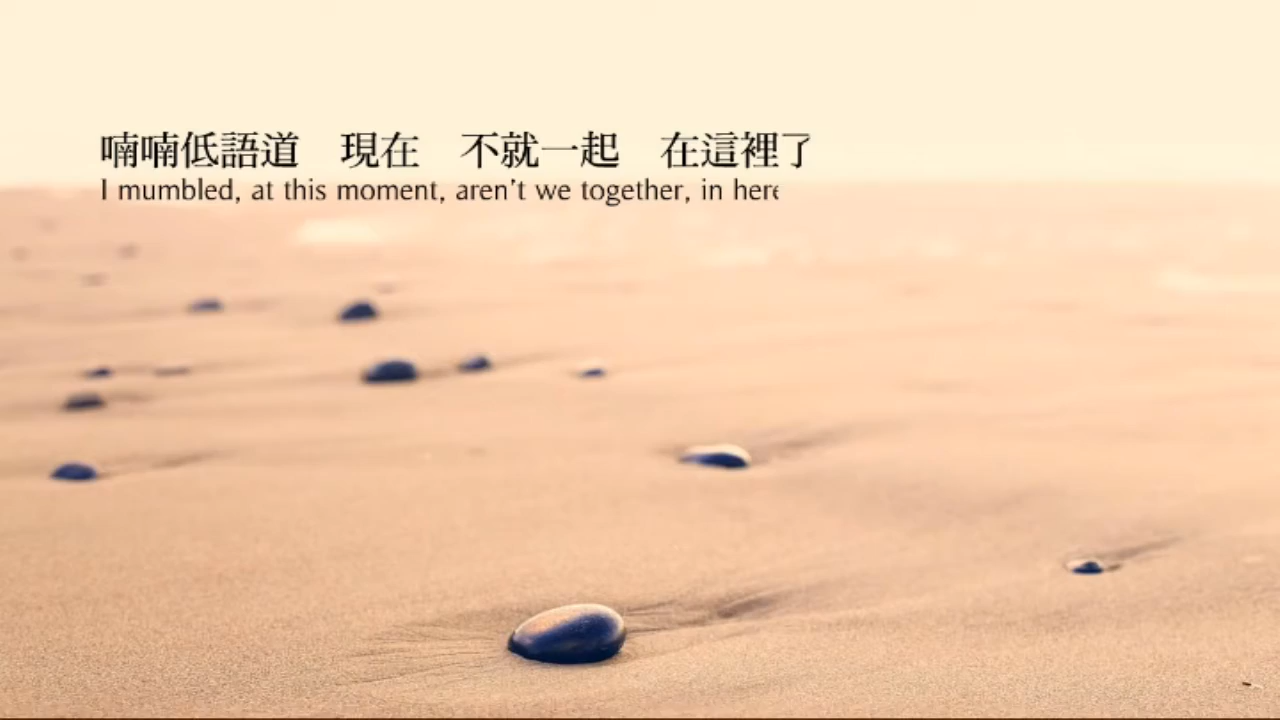 喃喃低語道　現在　不就一起　在這裡了
I mumbled, at this moment, aren't we together, in here